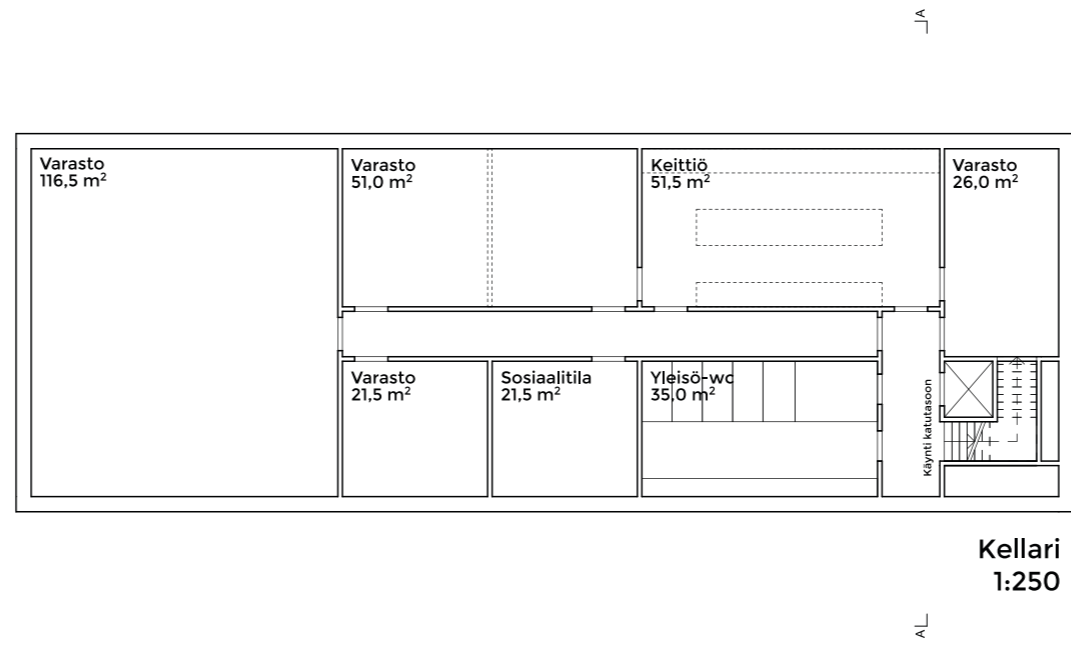 A
Varasto
116,5 m²
Varasto
51,0 m²
Keittiö
51,5 m²
Varasto
26,0 m²
Varasto
21,5 m²
Sosiaalitila
21,5 m²
Yleisö-wc
35,0 m²
Käynti katutasoon
Kellari
1:250
A